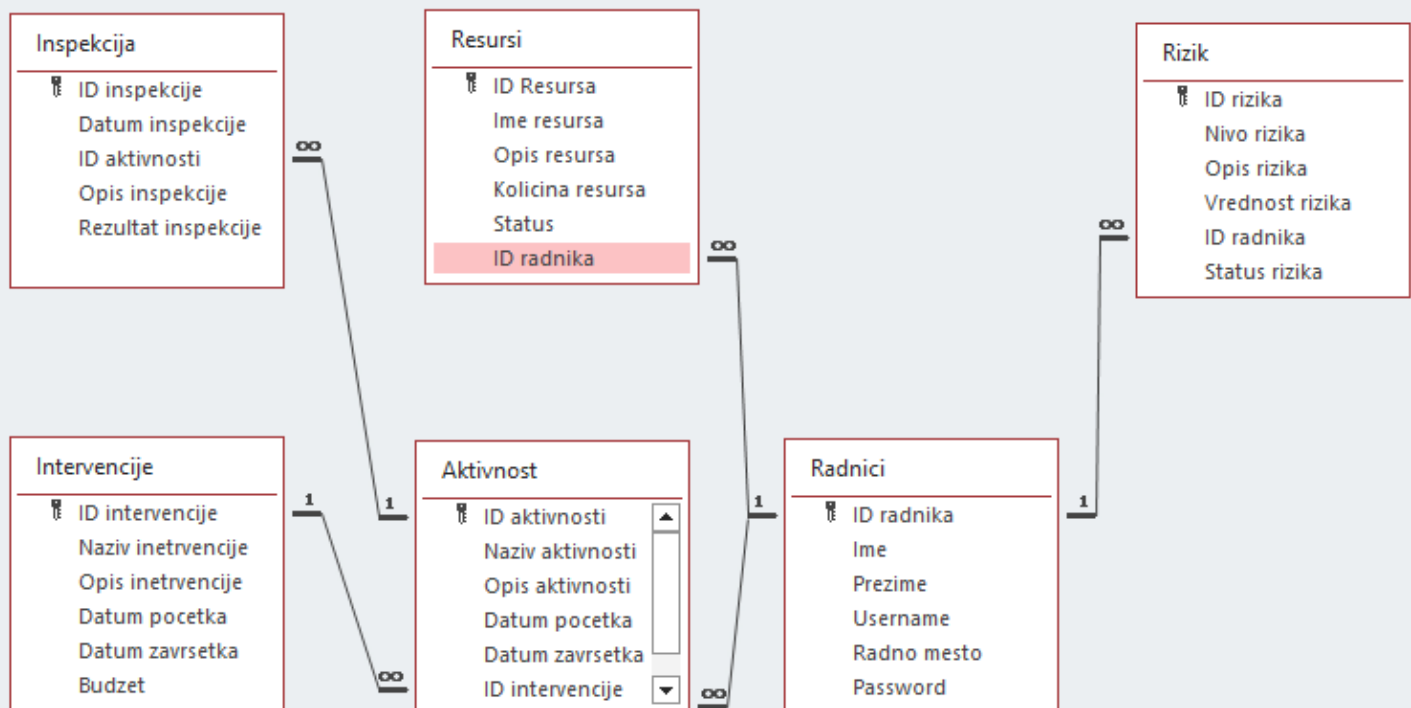 Inspekcija
ID inspekcije
Datum inspekcije
ID aktivnosti
Opis inspekcije
Rezultat inspekcije
∞
Resursi
ID Resursa
Ime resursa
Opis resursa
Kolicina resursa
Status
ID radnika
∞
Rizik
ID rizika
Nivo rizika
Opis rizika
Vrednost rizika
ID radnika
Status rizika
∞
Intervencije
ID intervencije
Naziv inetrvencije
Opis inetrvencije
Datum pocetka
Datum zavrsetka
Budzet
1
∞
1
Aktivnost
ID aktivnosti
Naziv aktivnosti
Opis aktivnosti
Datum pocetka
Datum zavrsetka
ID intervencije
∞
1
Radnici
ID radnika
Ime
Prezime
Username
Radno mesto
Password
1